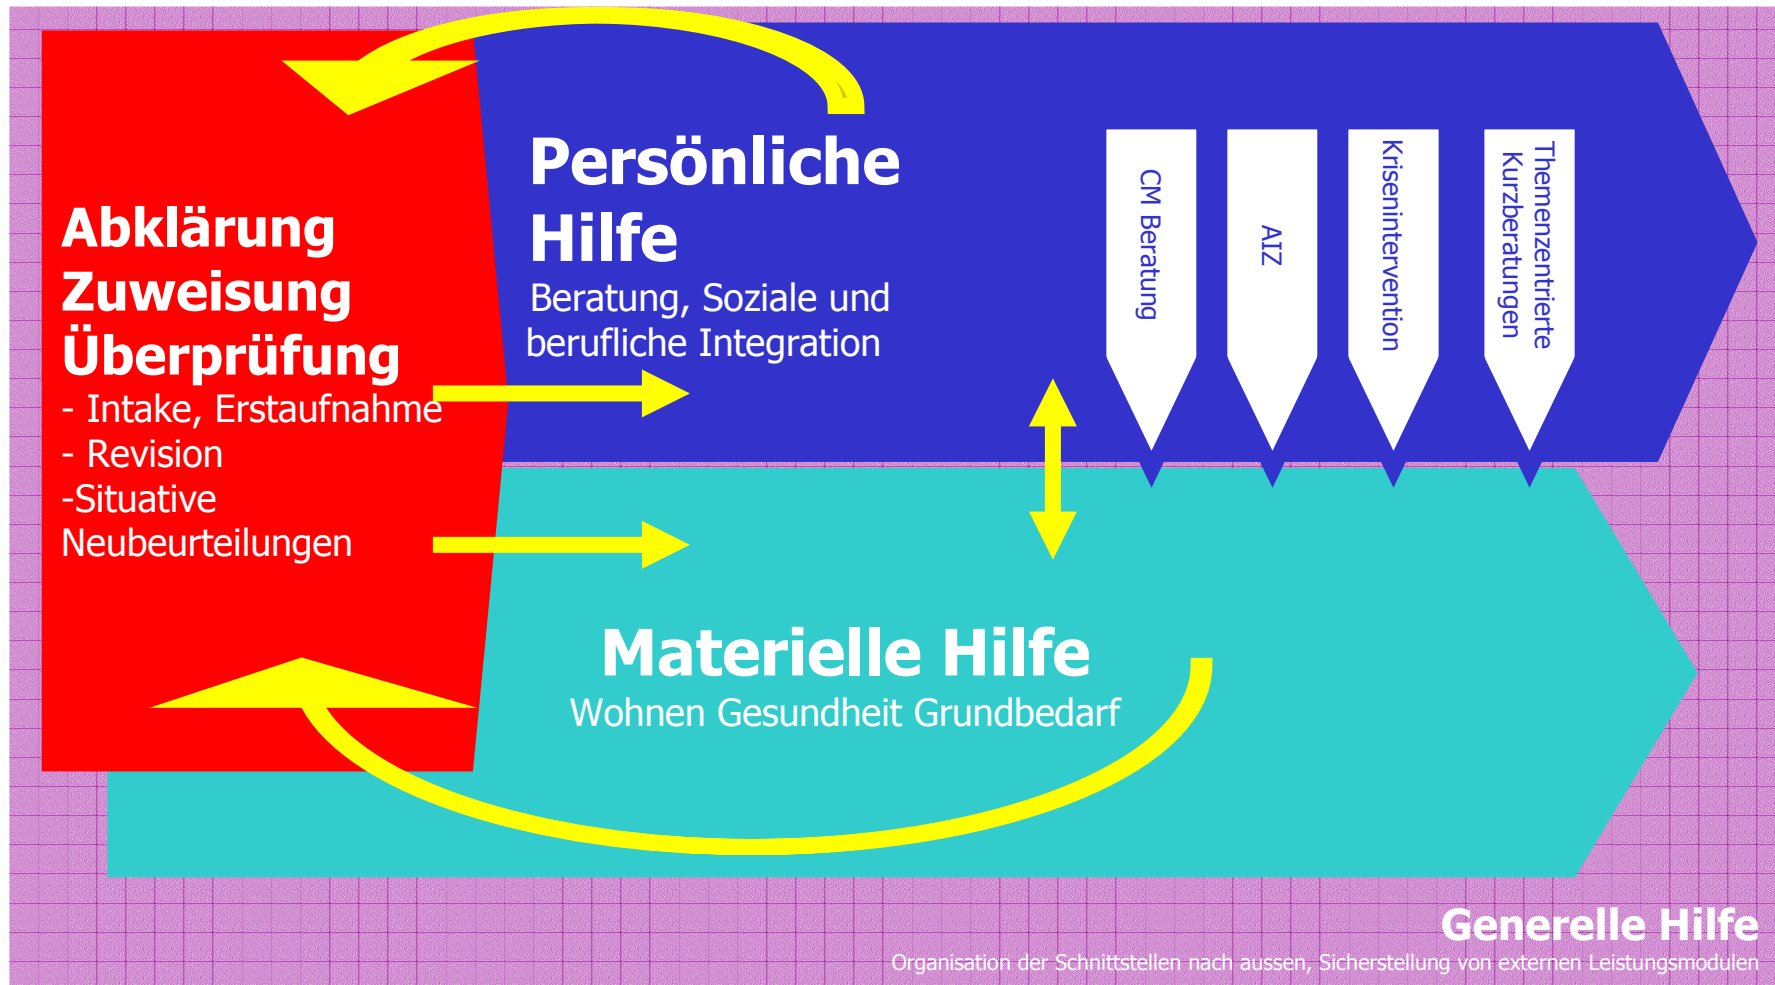 Abklärung
Zuweisung
Überprüfung
- Intake, Erstaufnahme
- Revision
-Situative
Neubeurteilungen
Persönliche
Hilfe
Beratung, Soziale und
berufliche Integration
CM Beratung
AIZ
Krisenintervention
Themenzentrierte
Kurzberatungen
Materielle Hilfe
Wohnen Gesundheit Grundbedarf
Generelle Hilfe
Organisation der Schnittstellen nach aussen, Sicherstellung von externen Leistungsmodulen